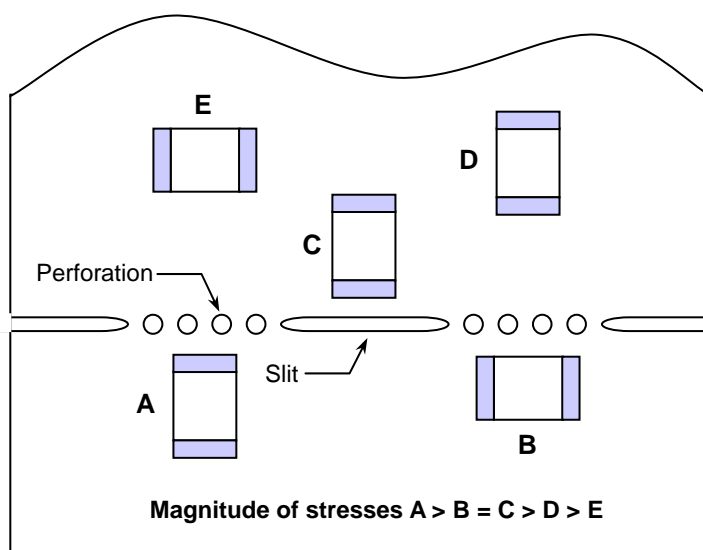 E
D
C
Perforation
Slit
A
B
Magnitude of stresses A > B = C > D > E